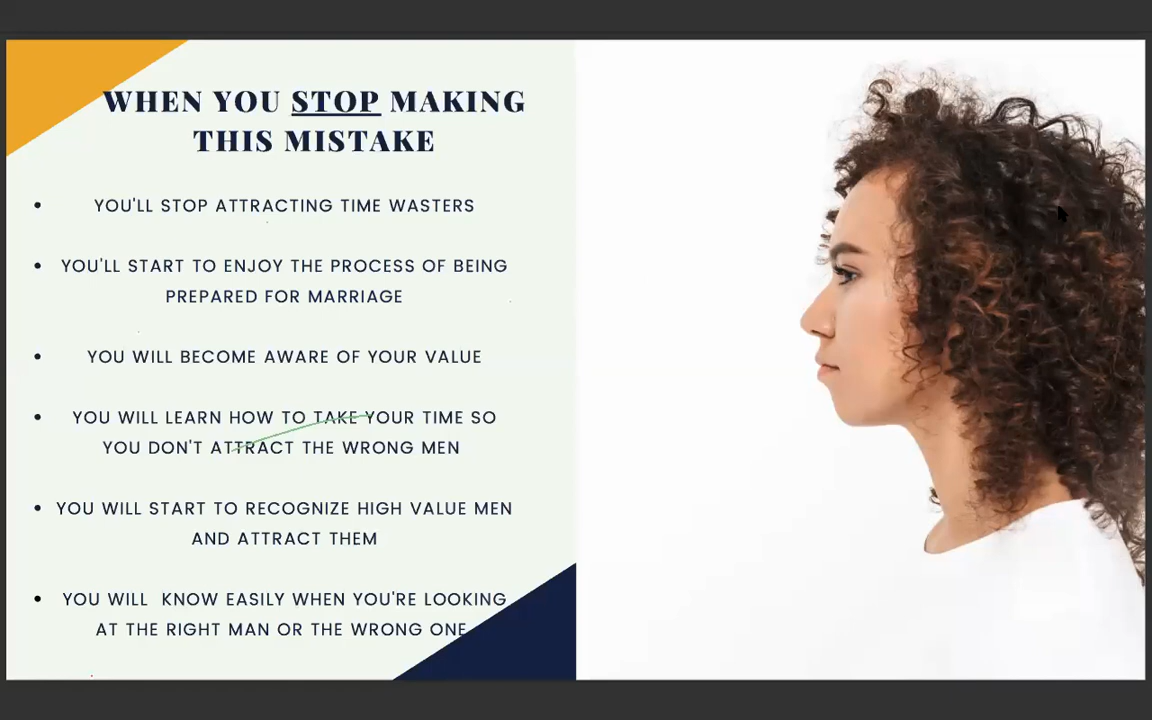 WHEN YOU STOP MAKING
THIS MISTAKE
• YOU'LL STOP ATTRACTING TIME WASTERS
• YOU'LL START TO ENJOY THE PROCESS OF BEING
PREPARED FOR MARRIAGE
• YOU WILL BECOME AWARE OF YOUR VALUE
• YOU WILL LEARN HOW TO TAKE YOUR TIME SO
YOU DON'T ATTRACT THE WRONG MEN
• YOU WILL START TO RECOGNIZE HIGH VALUE MEN
AND ATTRACT THEM
• YOU WILL  KNOW EASILY WHEN YOU'RE LOOKING
AT THE RIGHT MAN OR THE WRONG ONE